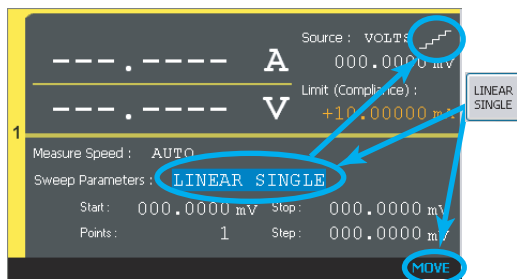 ---.---- A
Source : VOLTS
000.0000 mV
---.---- V
Limit (Compliance) :
+10.00000 mA
LINEAR
SINGLE
1
Measure Speed : AUTO
Sweep Parameters : LINEAR SINGLE
Start : 000.0000 mV Stop : 000.0000 mV
Points : 1 Step : 000.0000 mV
MOVE